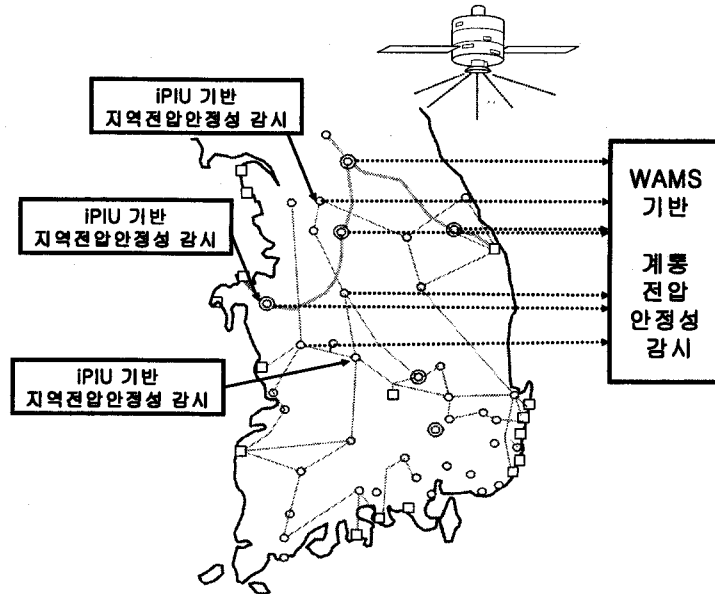 iPIU 기반
지역전압안정성 감시
iPIU 기반
지역전압안정성 감시
iPIU 기반
지역전압안정성 감시
WAMS
기반
계통
전압
안정성
감시